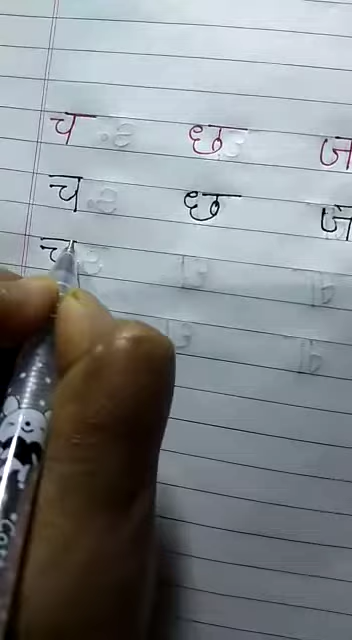 च छ ज
च छ ज
च